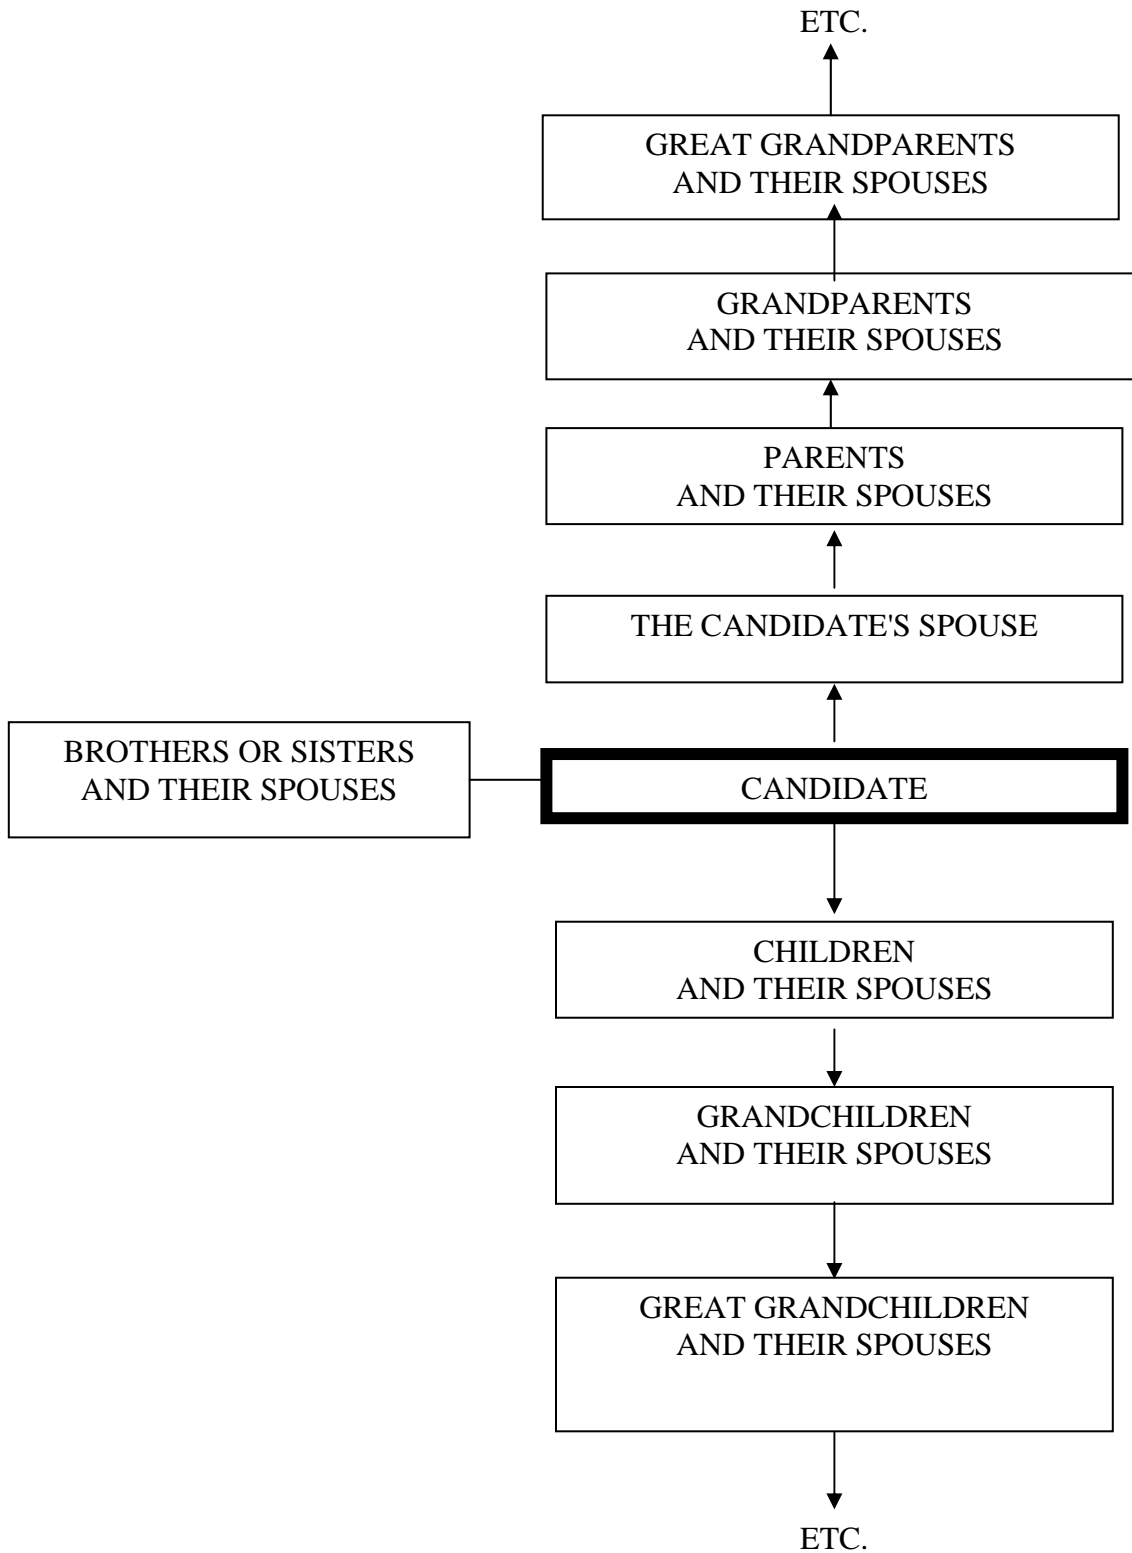 ETC.
GREAT GRANDPARENTS
AND THEIR SPOUSES
GRANDPARENTS
AND THEIR SPOUSES
PARENTS
AND THEIR SPOUSES
THE CANDIDATE'S SPOUSE
BROTHERS OR SISTERS
AND THEIR SPOUSES
CANDIDATE
CHILDREN
AND THEIR SPOUSES
GRANDCHILDREN
AND THEIR SPOUSES
GREAT GRANDCHILDREN
AND THEIR SPOUSES
ETC.